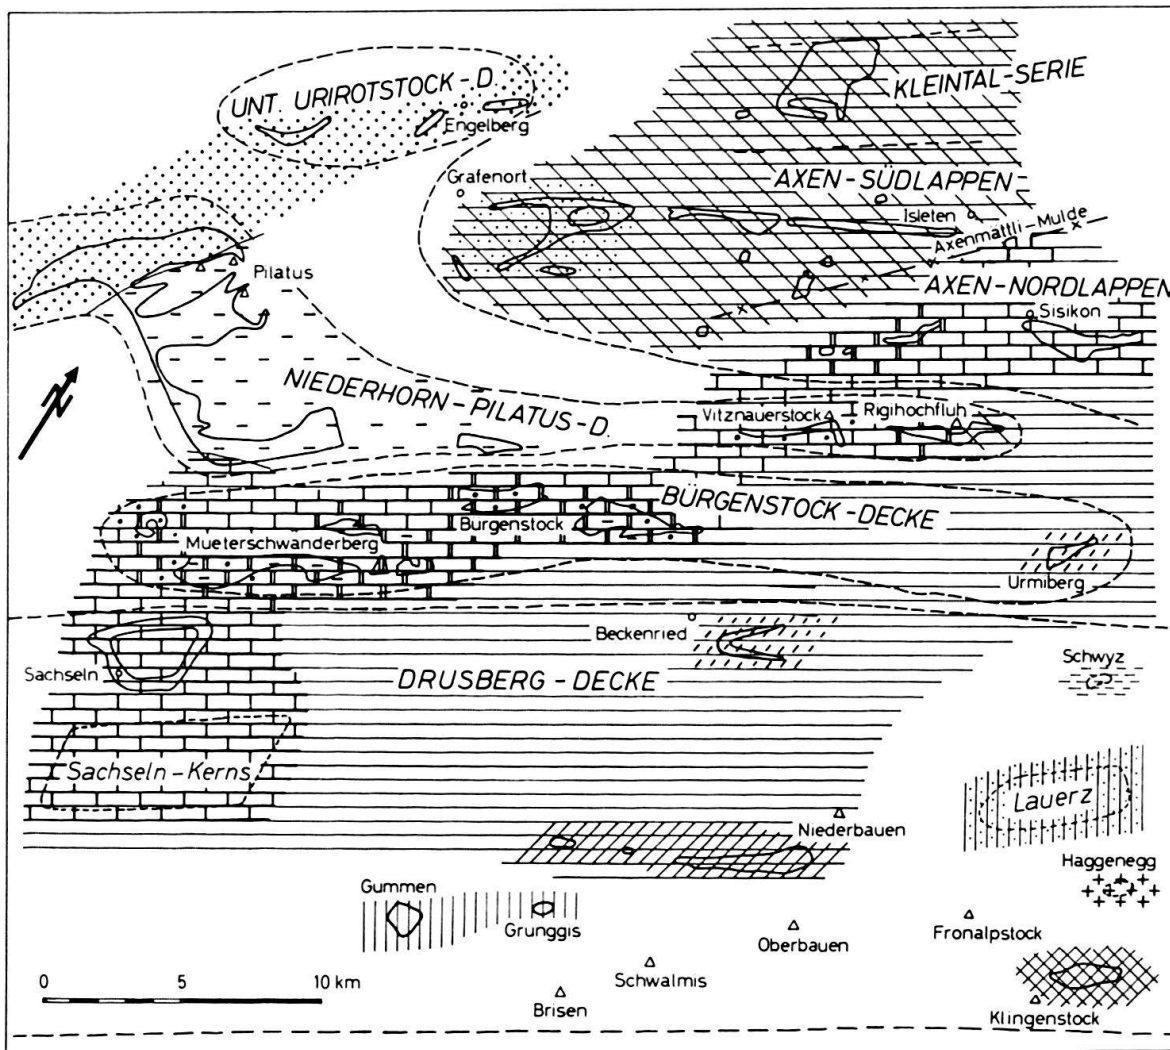 UNT. URIROTSTOCK-D.
Engelberg
KLEINTAL-SERIE
Grafenort
AXEN-SÜDLAPPEN
Isleten
Axenmättli-Mulde
Pilatus
AXEN-NORDLAPPEN
Sisikon
N
NIEDERHORN-PILATUS-D.
Vitznauerstock
Rigihochfluh
BÜRGENSTOCK-DECKE
Bürgenstock
Mueterschwanderberg
Urmiberg
Beckenried
Schwyz
Sachseln
DRUSBERG-DECKE
Sachseln-Kerns
Lauerz
Niederbauen
Haggenegg
Gummen
Grunggis
Oberbauen
Fronalpstock
Schwalmis
0 5 10 km
Brisen
Klingenstock